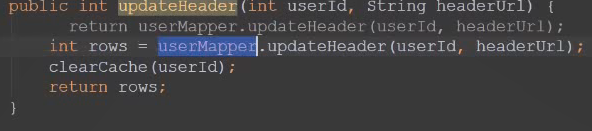 public int updateHeader(int userId, String headerUrl) {
return userMapper.updateHeader(userId, headerUrl);
int rows = userMapper.updateHeader(userId, headerUrl);
clearCache(userId);
return rows;
}